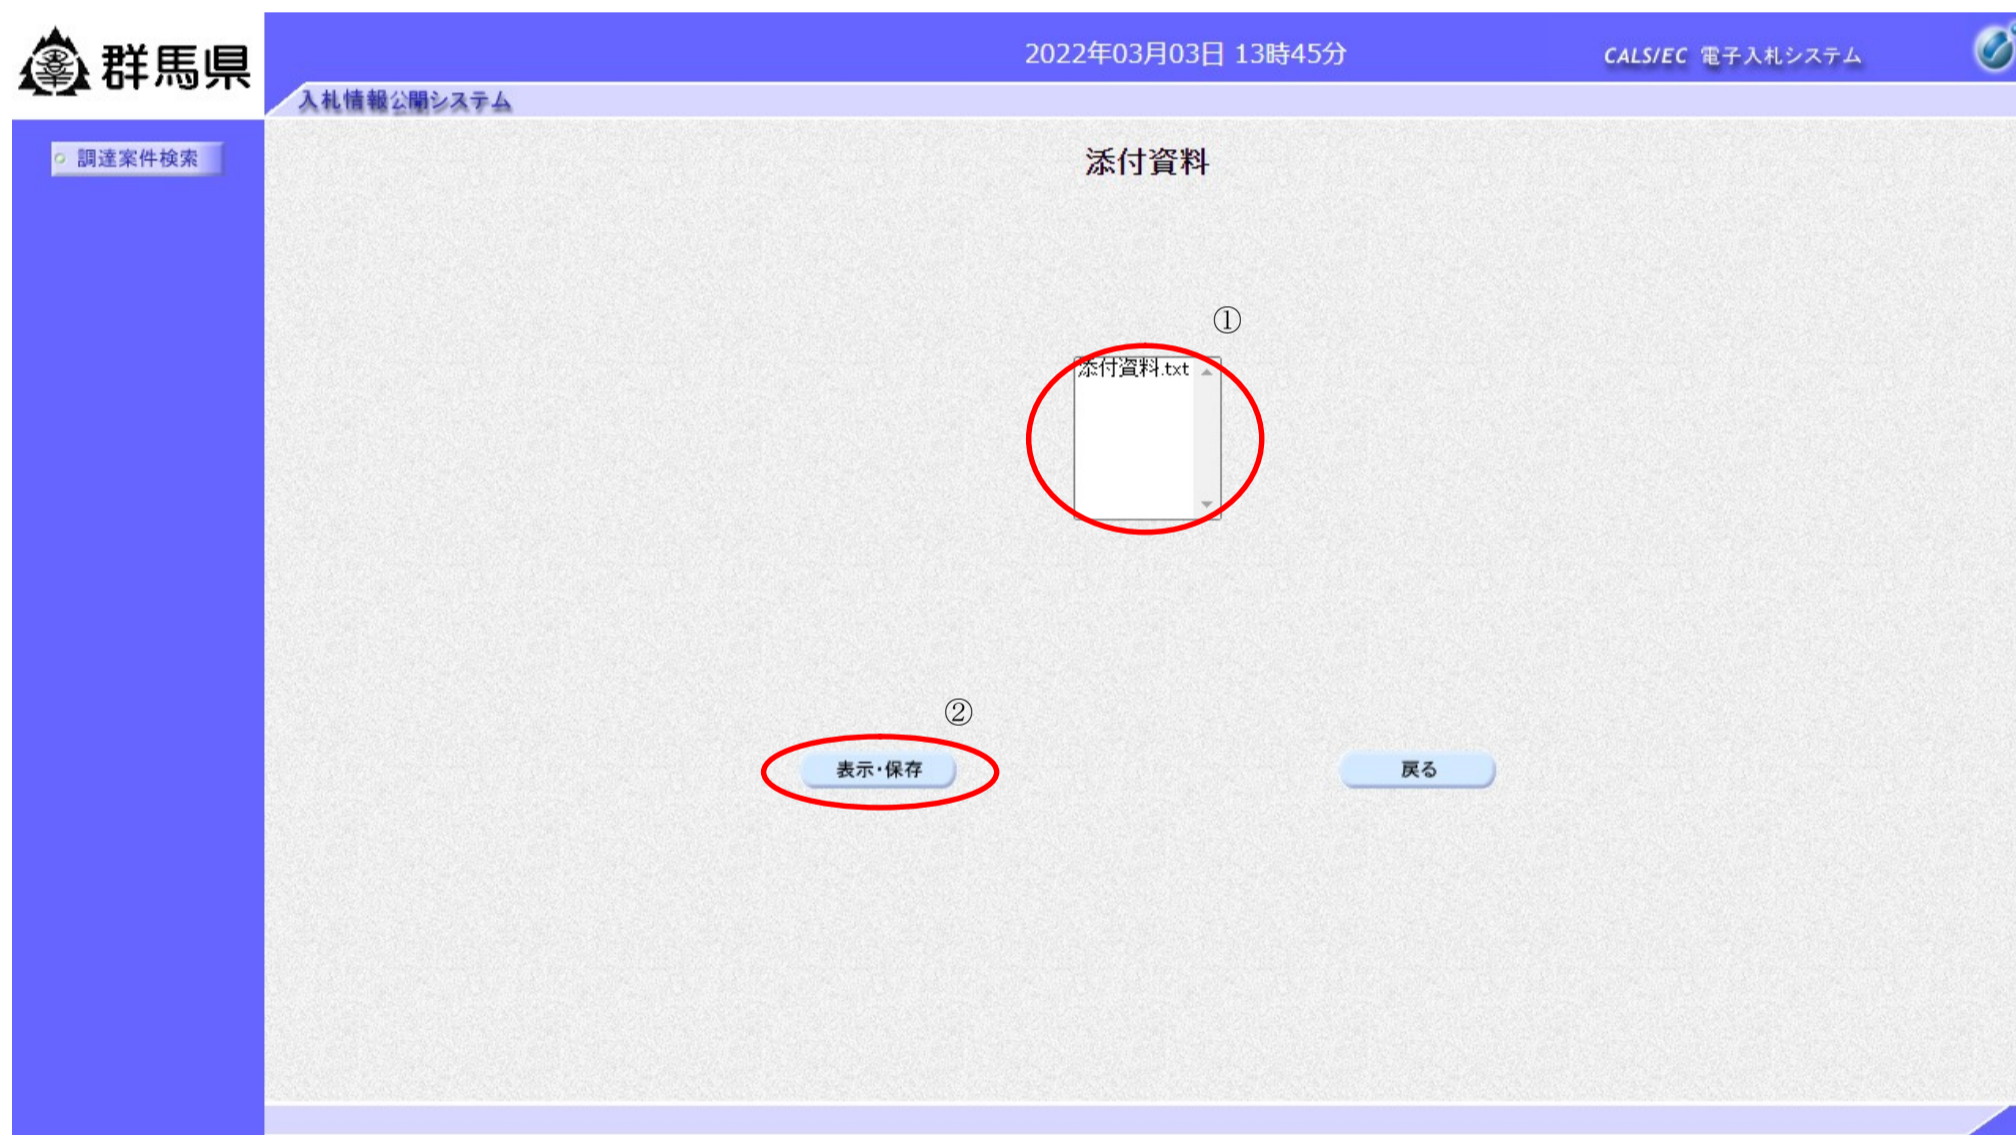 群馬県
2022年03月03日 13時45分
CALS/EC 電子入札システム
入札情報公開システム
調達案件検索
添付資料
①
添付資料.txt
②
表示・保存
戻る